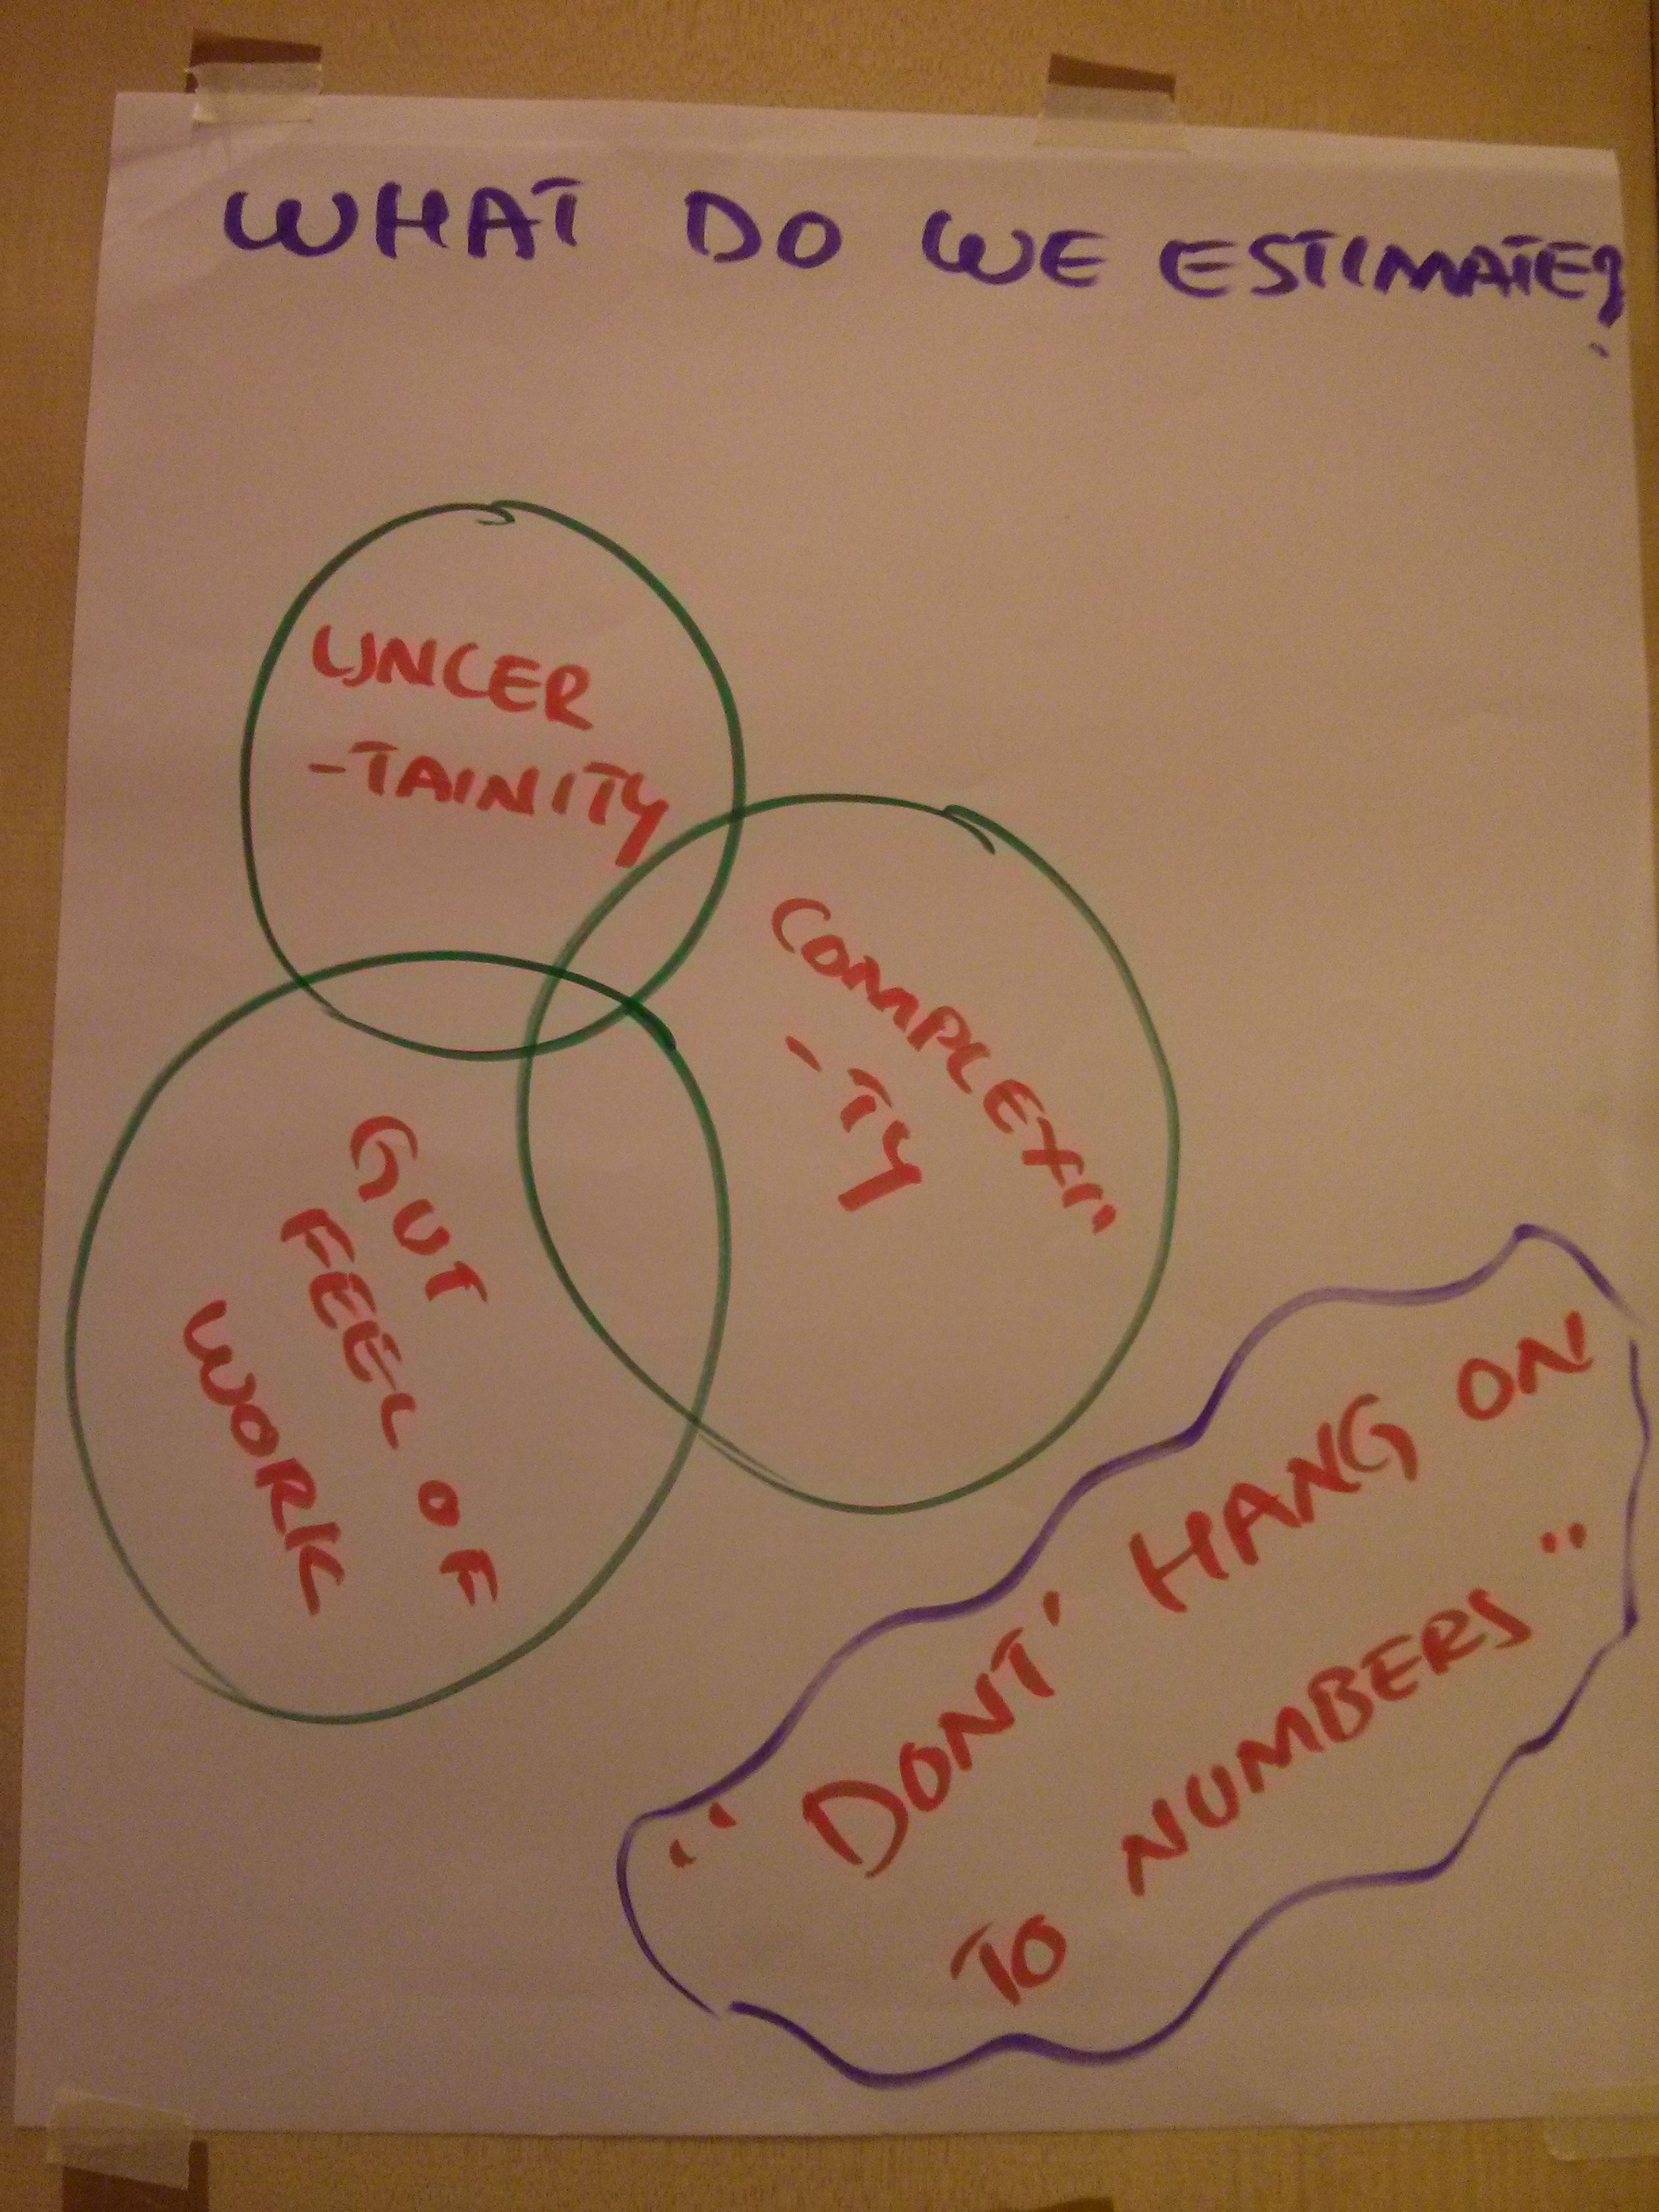 WHAT DO WE ESTIMATE?
UNCER
-TAINITY
COMPLEXI
-TY
GUT
FEEL OF
WORK
"DONT' HANG ON
TO NUMBERS"